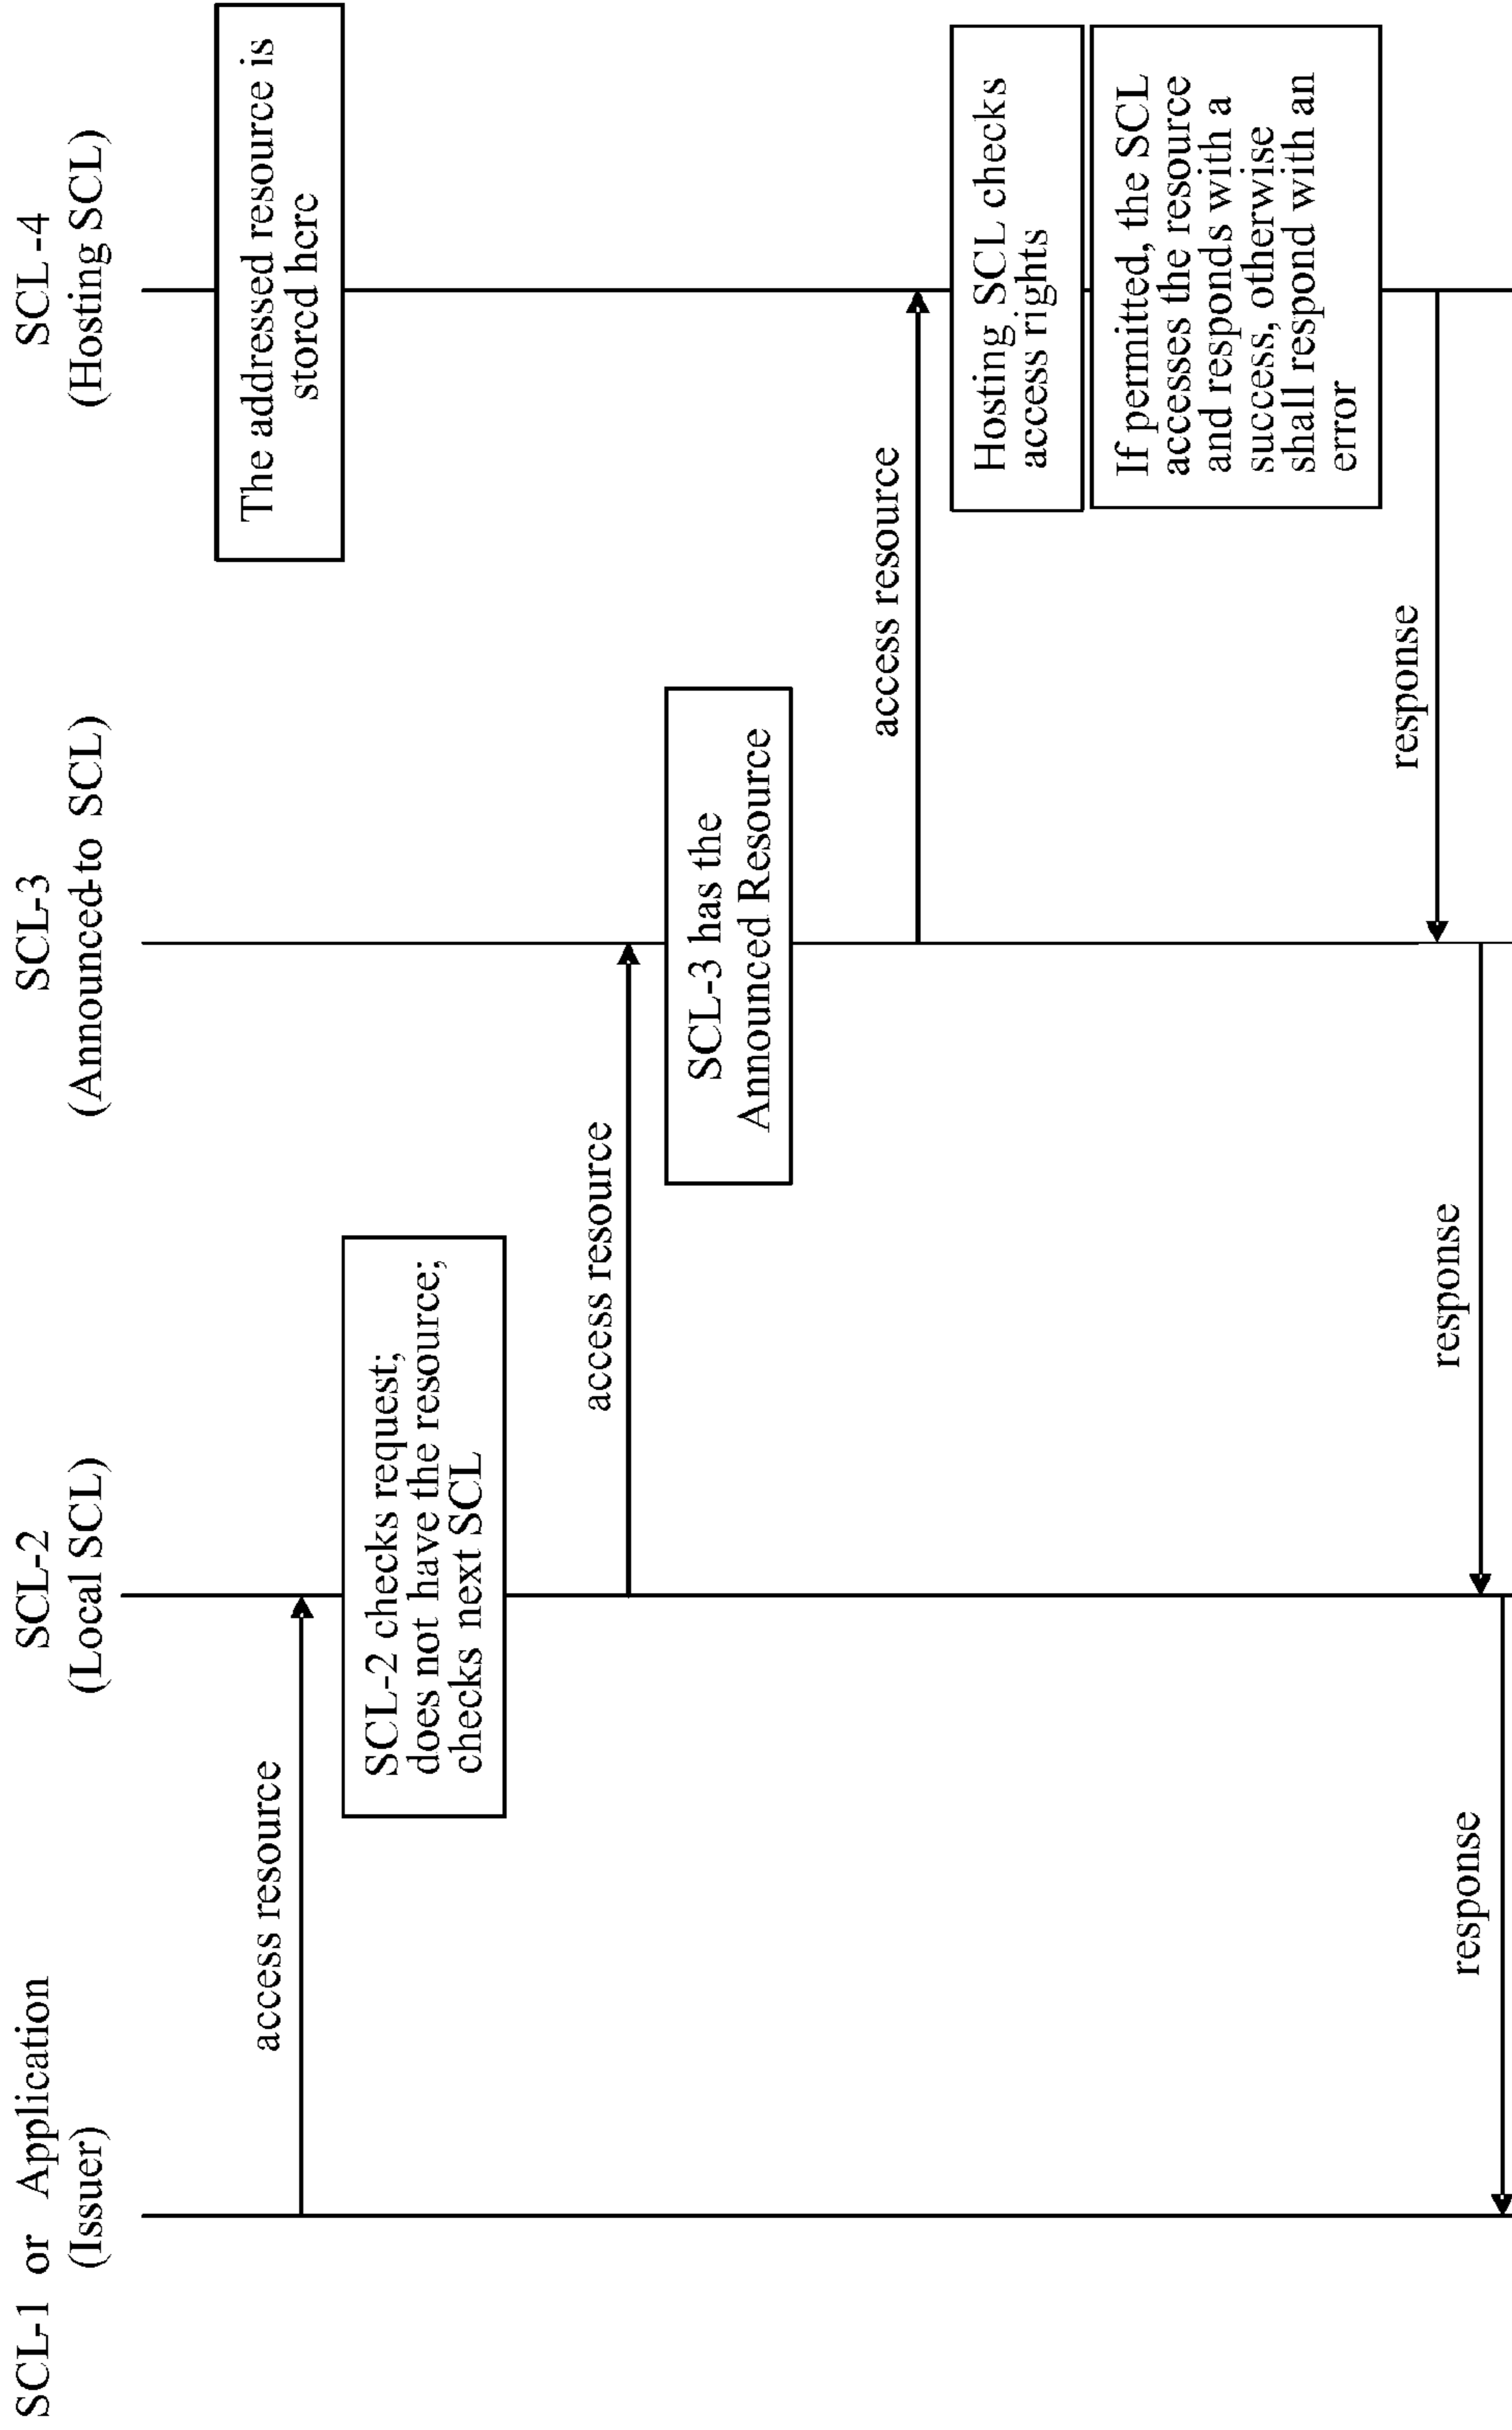 SCL-1 or Application
(Issuer)
SCL-2
(Local SCL)
SCL-3
(Announced-to SCL)
SCL -4
(Hosting SCL)
The addressed resource is
stored here
access resource
SCL-2 checks request;
does not have the resource;
checks next SCL
access resource
SCL-3 has the
Announced Resource
access resource
Hosting SCL checks
access rights
If permitted, the SCL
accesses the resource
and responds with a
success, otherwise
shall respond with an
error
response
response
response